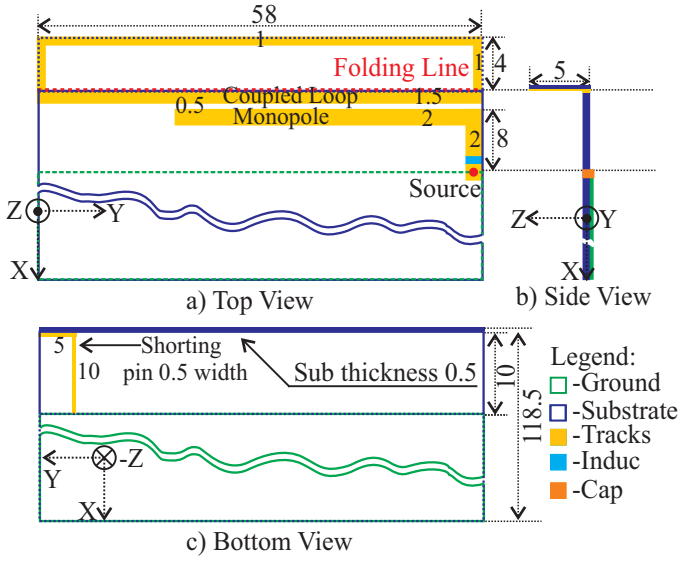 58
1
Folding Line
1
4
5
Coupled Loop
1.5
0.5
Monopole
2
2
8
Source
Z
Y
X
Z
Y
X
a) Top View
b) Side View
5
Shorting
10
pin 0.5 width
Sub thickness 0.5
10
118.5
Legend:
-Ground
-Substrate
-Tracks
-Induc
-Cap
-Z
Y
X
c) Bottom View